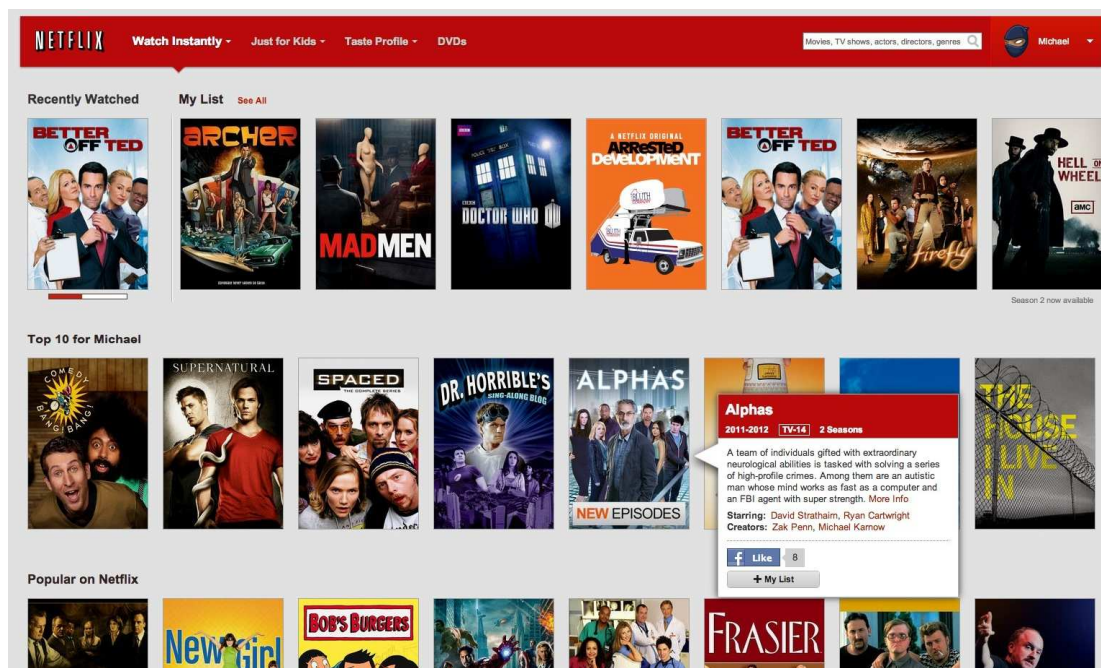 NETFLIX
Watch Instantly
Just for Kids
Taste Profile
DVDs
Movies, TV shows, actors, directors, genres
Michael
Recently Watched
My List
See All
BETTER
OFF TED
ARCHER
MADMEN
BBC
POLICE BOX
DOCTOR WHO
A NETFLIX ORIGINAL
ARRESTED
DEVELOPMENT
BLUTH
BETTER
OFF TED
firefly
HELL ON
WHEEL
AMC
Season 2 now available
Top 10 for Michael
COMEDY
BANG!
BANG!
SUPERNATURAL
SPACED
THE COMPLETE SERIES
DR. HORRIBLE'S
SING-ALONG BLOG
ALPHAS
NEW EPISODES
THE
HOUSE
I LIVE
IN
Alphas
2011-2012 TV-14 2 Seasons
A team of individuals gifted with extraordinary
neurological abilities is tasked with solving a series
of high-profile crimes. Among them are an autistic
man whose mind works as fast as a computer and
an FBI agent with super strength. More Info
Starring: David Strathairn, Ryan Cartwright
Creators: Zak Penn, Michael Karnow
f Like 8
+ My List
Popular on Netflix
New Girl
BOB'S BURGERS
FRASIER